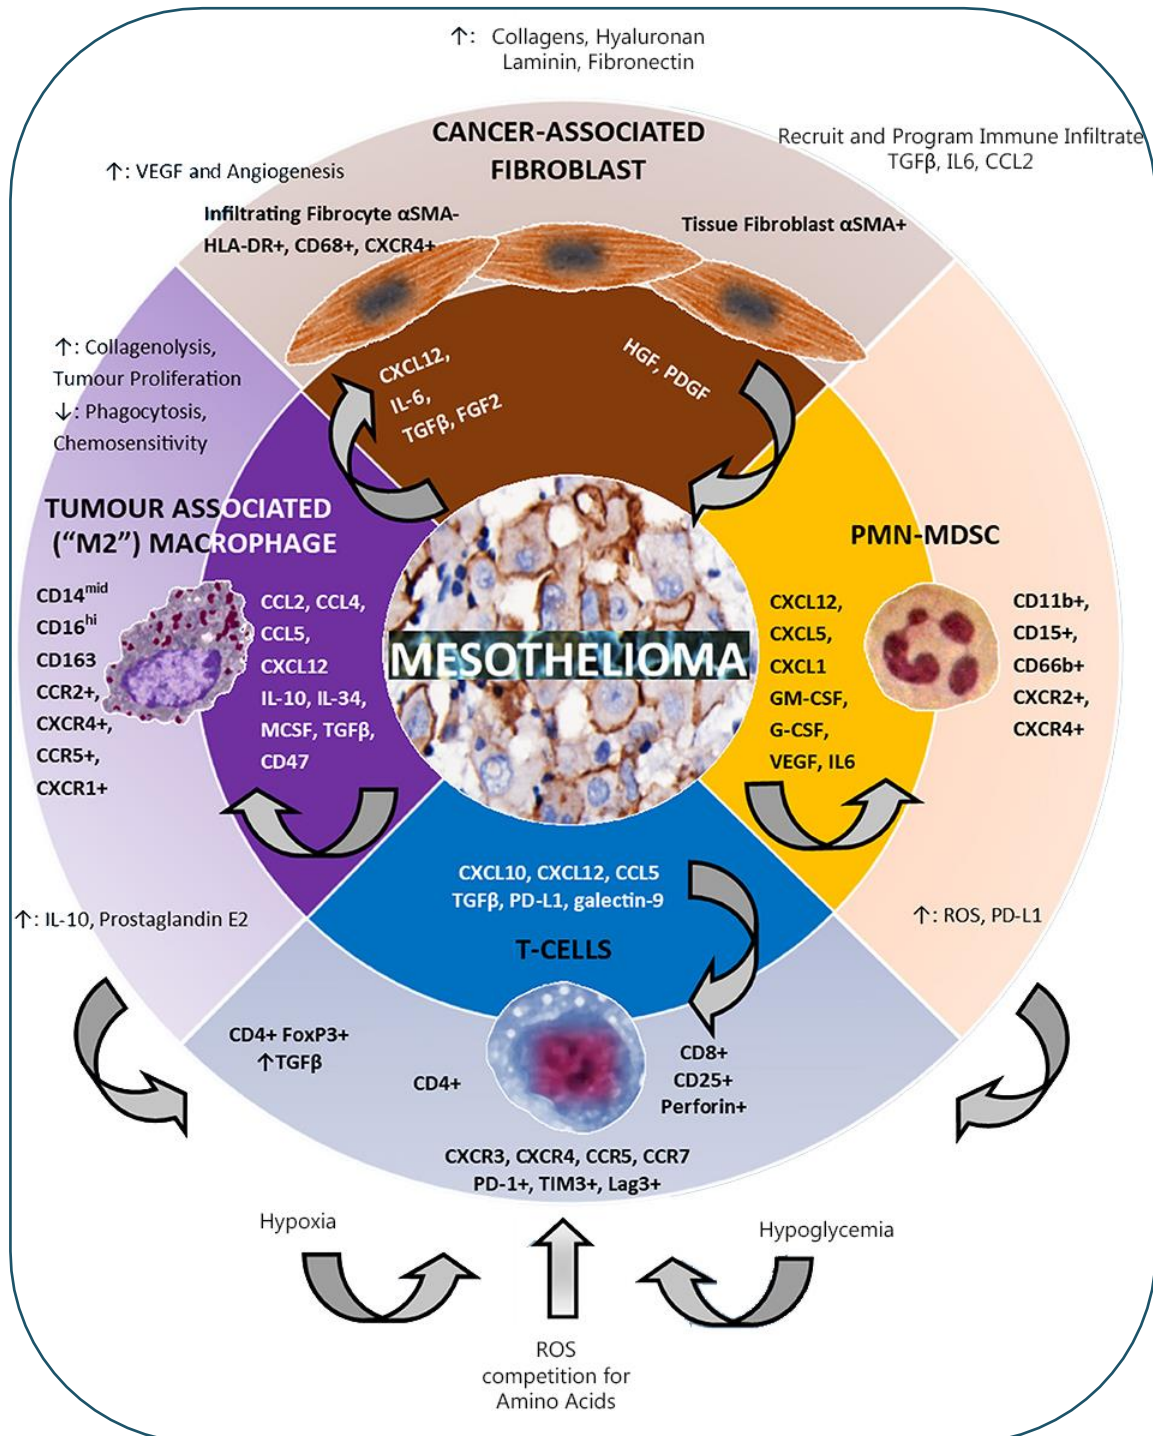 ↑: Collagens, Hyaluronan
Laminin, Fibronectin
CANCER-ASSOCIATED
FIBROBLAST
Recruit and Program Immune Infiltrate
TGFβ, IL6, CCL2
↑: VEGF and Angiogenesis
Infiltrating Fibrocyte αSMA-
HLA-DR+, CD68+, CXCR4+
Tissue Fibroblast αSMA+
CXCL12,
IL-6,
TGFβ, FGF2
HGF, PDGF
↑: Collagenolysis,
Tumour Proliferation
↓: Phagocytosis,
Chemosensitivity
TUMOUR ASSOCIATED
(“M2”) MACROPHAGE
CD14mid
CD16hi
CD163
CCR2+,
CXCR4+,
CCR5+,
CXCR1+
CCL2, CCL4,
CCL5,
CXCL12
IL-10, IL-34,
MCSF, TGFβ,
CD47
MESOTHELIOMA
PMN-MDSC
CXCL12,
CXCL5,
CXCL1
GM-CSF,
G-CSF,
VEGF, IL6
CD11b+,
CD15+,
CD66b+
CXCR2+,
CXCR4+
CXCL10, CXCL12, CCL5
TGFβ, PD-L1, galectin-9
T-CELLS
↑: IL-10, Prostaglandin E2
↑: ROS, PD-L1
CD4+ FoxP3+
↑TGFβ
CD4+
CD8+
CD25+
Perforin+
CXCR3, CXCR4, CCR5, CCR7
PD-1+, TIM3+, Lag3+
Hypoxia
Hypoglycemia
ROS
competition for
Amino Acids